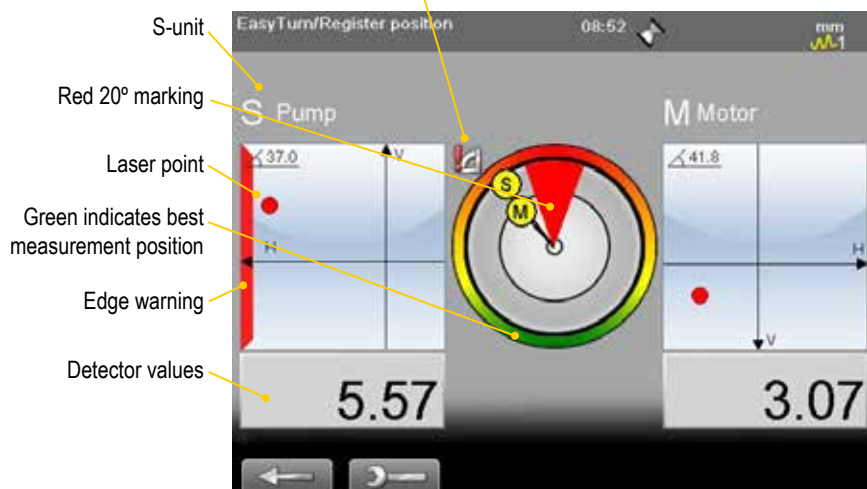 EasyTurn/Register position
08:52
mm
1
S-unit
Red 20º marking
Laser point
Green indicates best
measurement position
Edge warning
Detector values
S Pump
M Motor
37.0
V
H
S
M
41.8
H
V
5.57
3.07